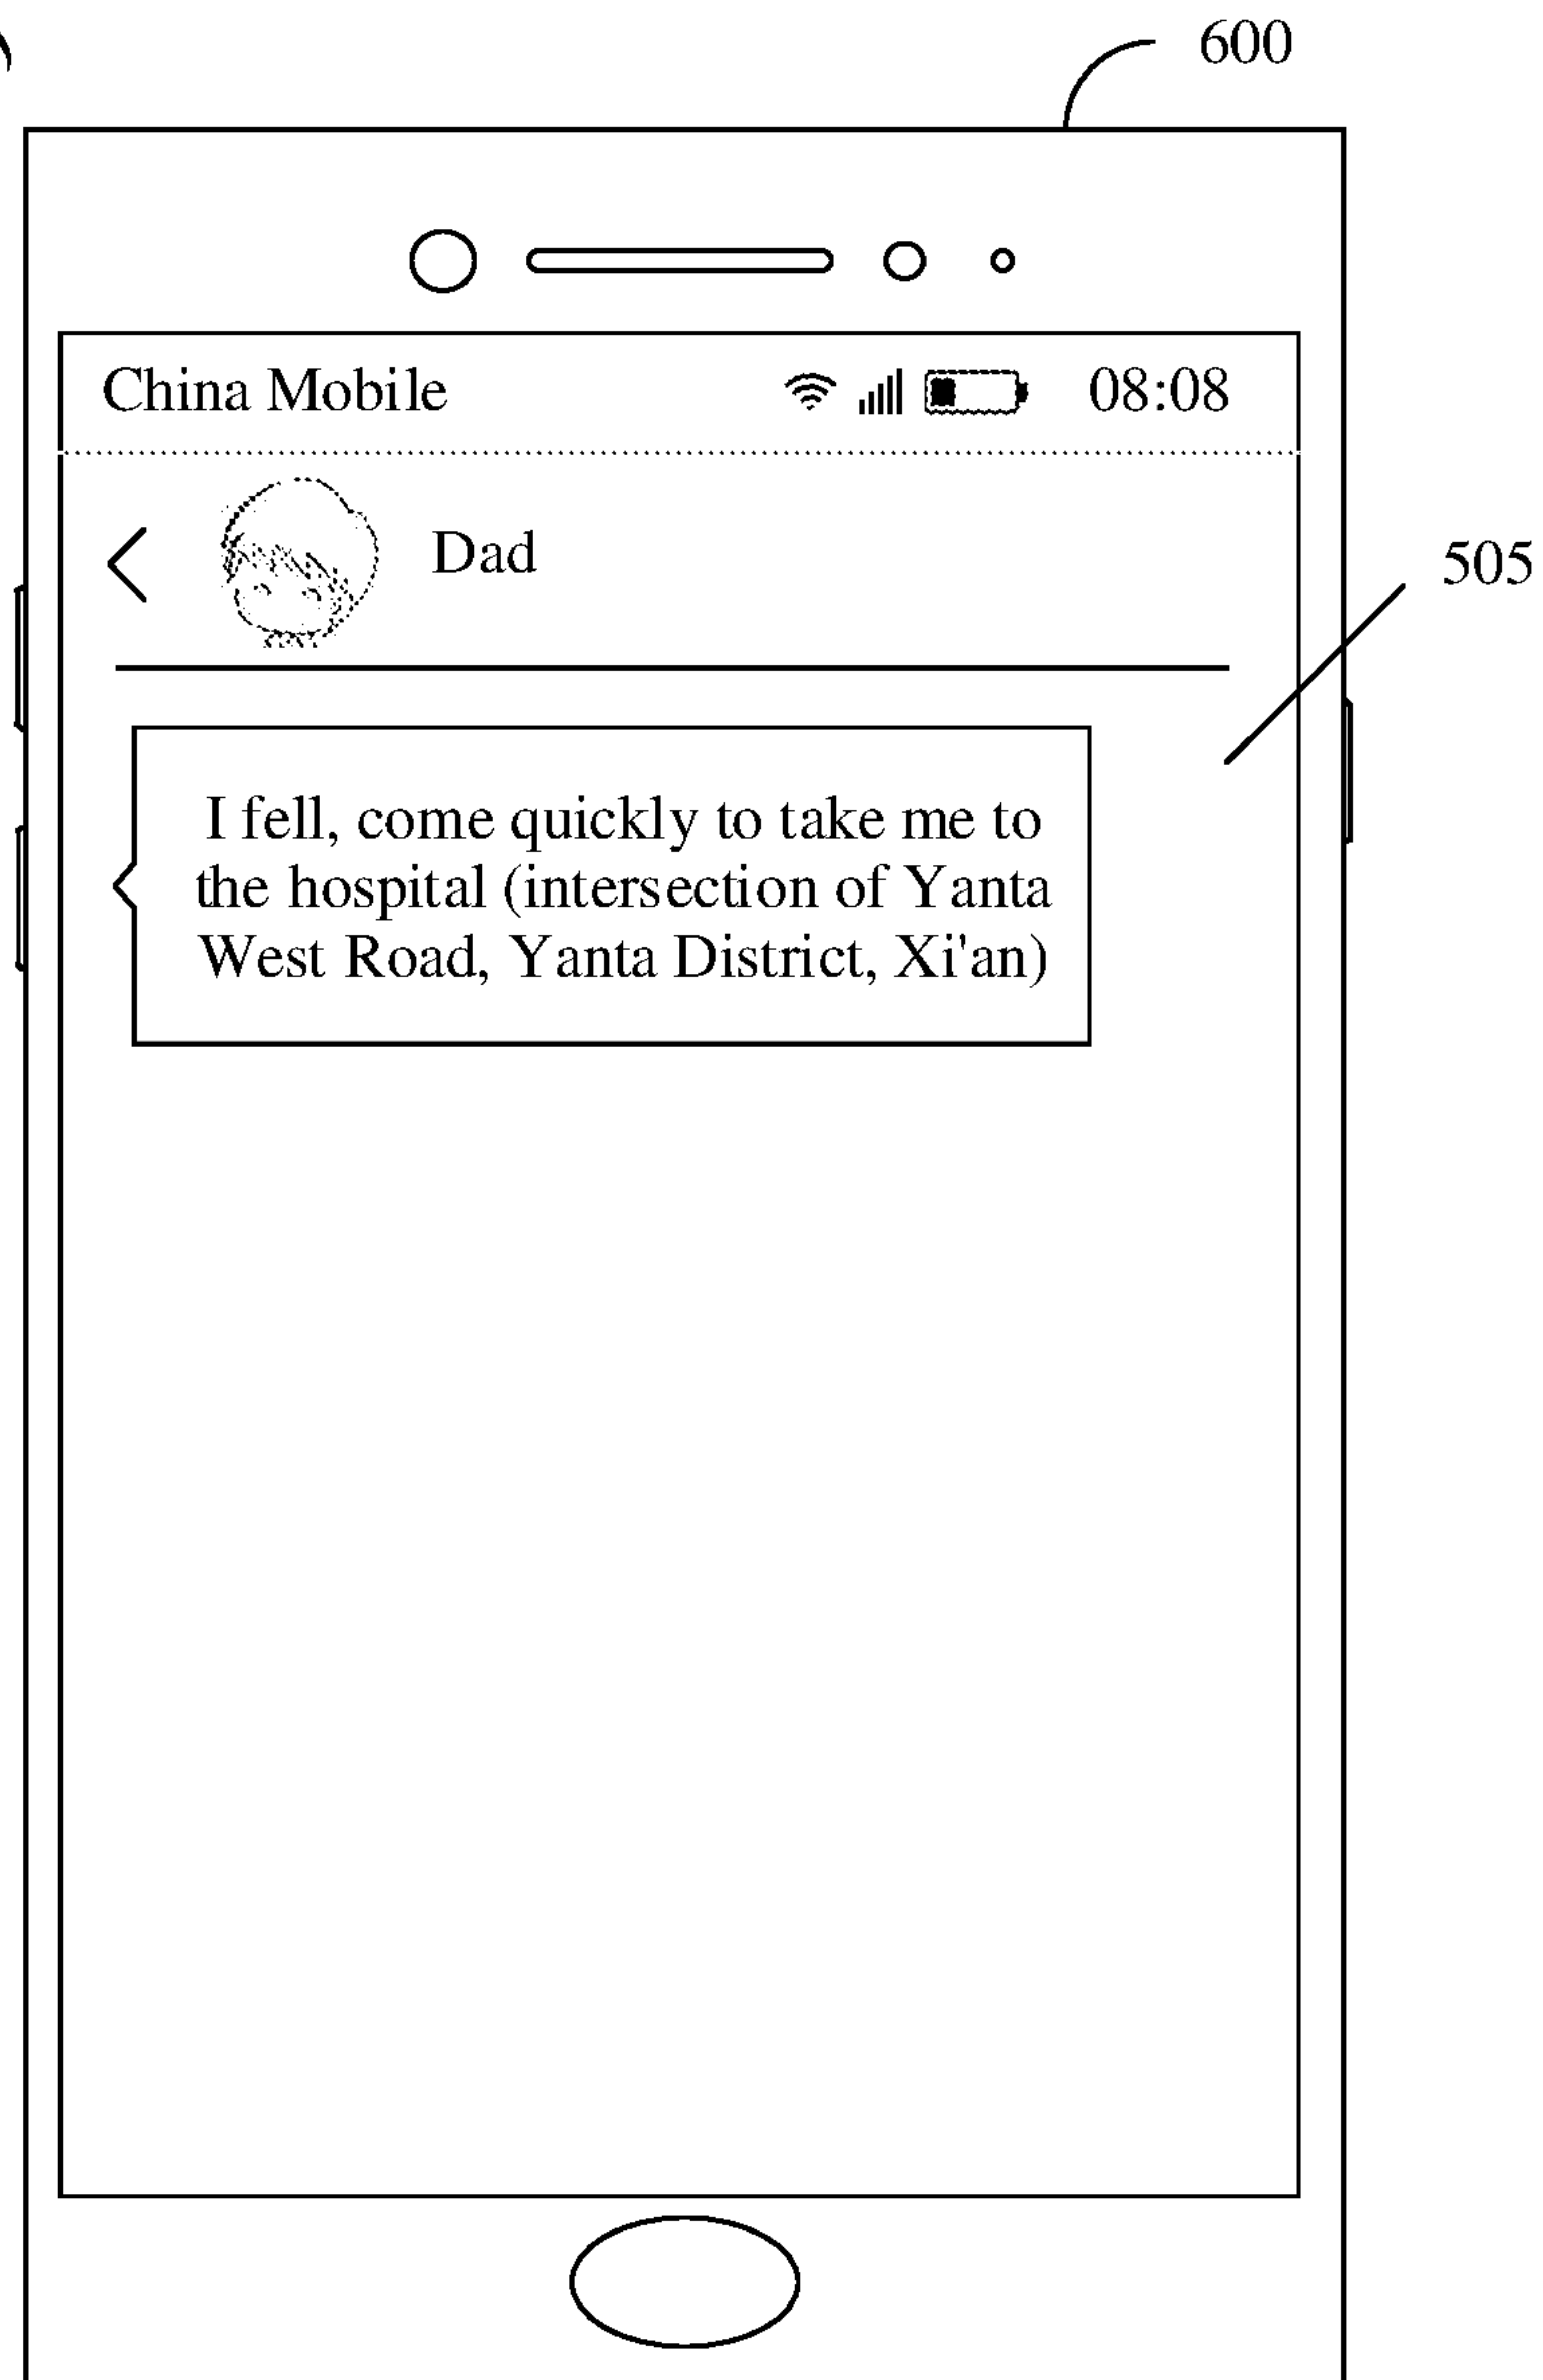 600
China Mobile 08:08
Dad
505
I fell, come quickly to take me to
the hospital (intersection of Yanta
West Road, Yanta District, Xi'an)